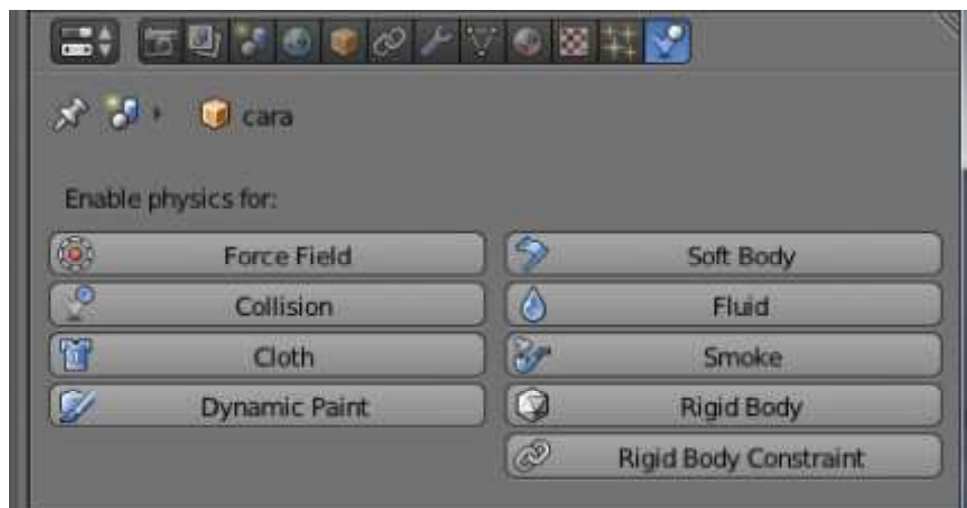 cara
Enable physics for:
Force Field
Soft Body
Collision
Fluid
Cloth
Smoke
Dynamic Paint
Rigid Body
Rigid Body Constraint